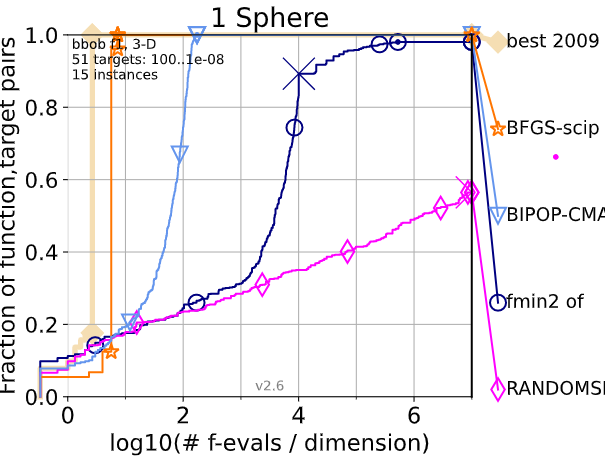 1 Sphere
bbob f1, 3-D
51 targets: 100..1e-08
15 instances
Fraction of function,target pairs
1.0
0.8
0.6
0.4
0.2
0.0
0
2
4
6
log10(# f-evals / dimension)
v2.6
best 2009
BFGS-scip
BIPOP-CMA
fmin2 of
RANDOMSE